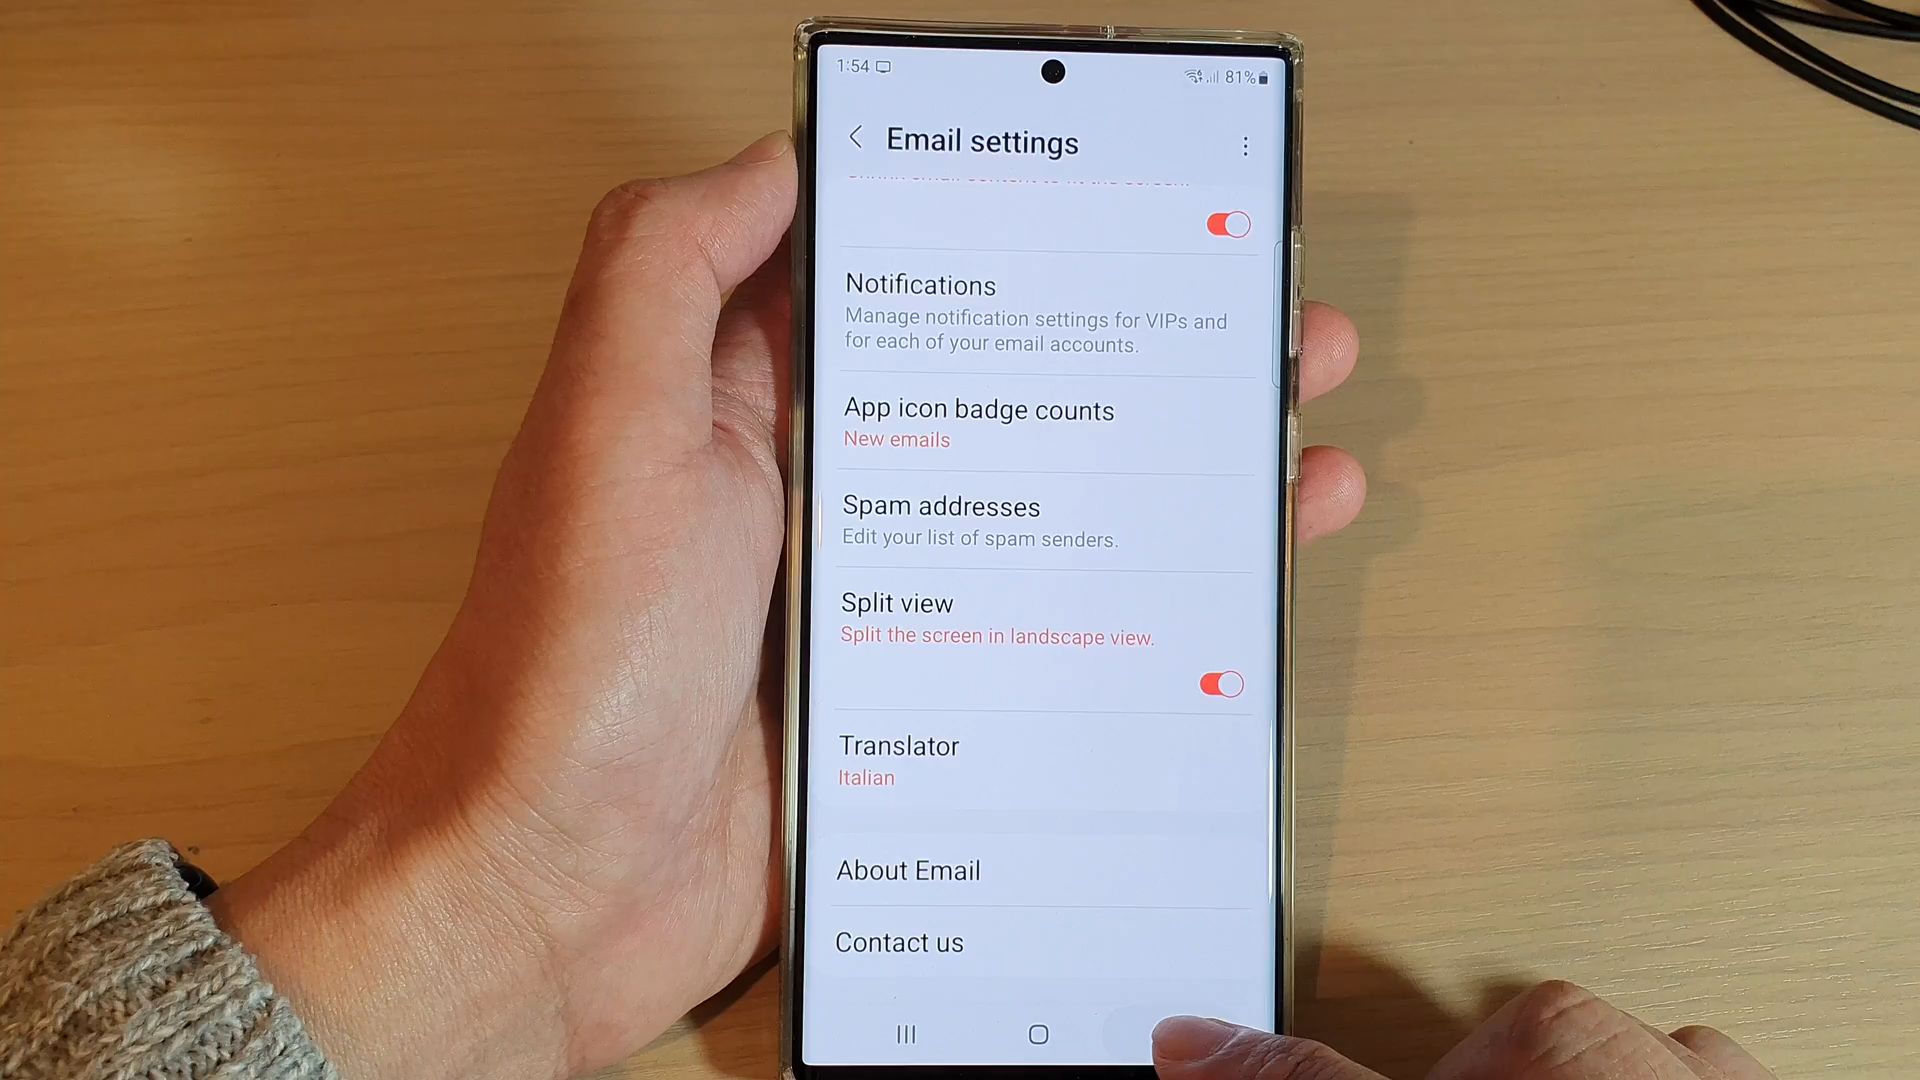 1:54
81%
Email settings
Notifications
Manage notification settings for VIPs and
for each of your email accounts.
App icon badge counts
New emails
Spam addresses
Edit your list of spam senders.
Split view
Split the screen in landscape view.
Translator
Italian
About Email
Contact us